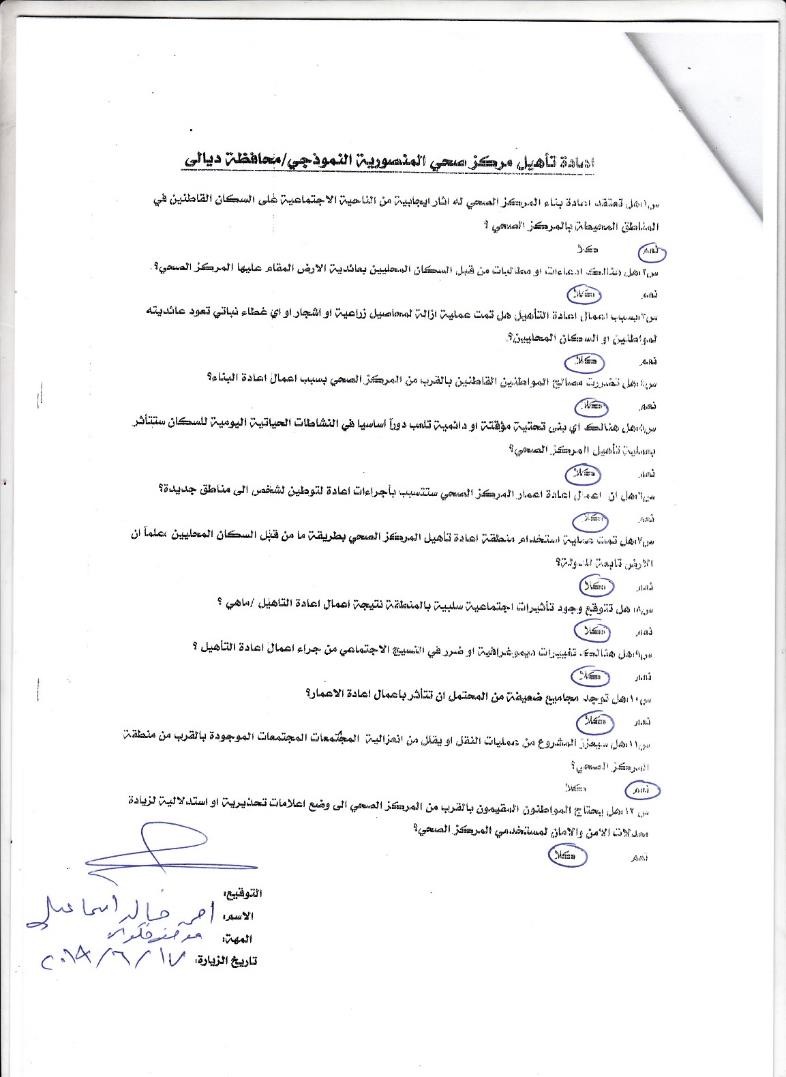 اعادة تأهيل مركز صحي المنصورية النموذجي/محافظة ديالى
س١:هل تعتقد اعادة بناء المركز الصحي له اثار ايجابية من الناحية الاجتماعية على السكان القاطنين في
المناطق المحيطة بالمركز الصحي ؟
نعم كلا
س٢:هل هنالك ادعاءات او مطالبات من قبل السكان المحليين بعائدية الارض المقام عليها المركز الصحي؟.
نعم كلا
س٣:بسبب اعمال اعادة التأهيل هل تمت عملية ازالة لمحاصيل زراعية او اشجار او اي غطاء نباتي تعود عائديته
لمواطنين او السكان المحليين؟.
نعم كلا
س٤:هل تضررت مصالح المواطنين القاطنين بالقرب من المركز الصحي بسبب اعمال اعادة البناء؟
نعم كلا
س٥:هل هنالك اي بنى تحتية مؤقتة او دائمية تلعب دوراً اساسيا في النشاطات الحياتية اليومية للسكان ستتأثر
بعملية تأهيل المركز الصحي؟
نعم كلا
س٦:هل ان اعمال اعادة اعمار المركز الصحي ستتسبب بأجراءات اعادة لتوطين لشخص الى مناطق جديدة؟
نعم كلا
س٧:هل تمت عملية استخدام منطقة اعادة تأهيل المركز الصحي بطريقة ما من قبل السكان المحليين ،علماً ان
الارض تابعة للدولة؟
نعم كلا
س٨: هل تتوقع وجود تأثيرات اجتماعية سلبية بالمنطقة نتيجة اعمال اعادة التاهيل /ماهي ؟
نعم كلا
س٩:هل هنالك تغييرات ديموغرافية او ضرر في النسيج الاجتماعي من جراء اعمال اعادة التأهيل ؟
نعم كلا
س١٠:هل توجد مجاميع ضعيفة من المحتمل ان تتأثر باعمال اعادة الاعمار؟
نعم كلا
س١١:هل سيعزز المشروع من عمليات النقل او يقلل من انعزالية المجتمعات المجتمعات الموجودة بالقرب من منطقة
المركز الصحي؟
نعم كلا
س١٢:هل يحتاج المواطنون المقيمون بالقرب من المركز الصحي الى وضع اعلامات تحذيرية او استدلالية لزيادة
معدلات الامن والامان لمستخدمي المركز الصحي؟
نعم كلا
التوقيع:
الاسم: احمد خالد اسماعيل
المهنة:
تاريخ الزيارة: ٢٠١٨/٦/١٧